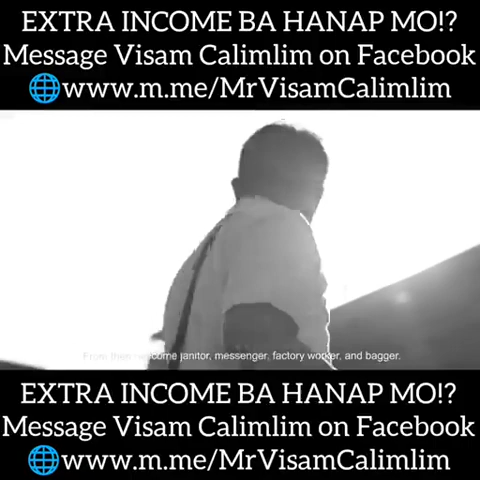 EXTRA INCOME BA HANAP MO!?
Message Visam Calimlim on Facebook
🌐www.m.me/MrVisamCalimlim
From then become janitor, messenger, factory worker, and bagger.
EXTRA INCOME BA HANAP MO!?
Message Visam Calimlim on Facebook
🌐www.m.me/MrVisamCalimlim